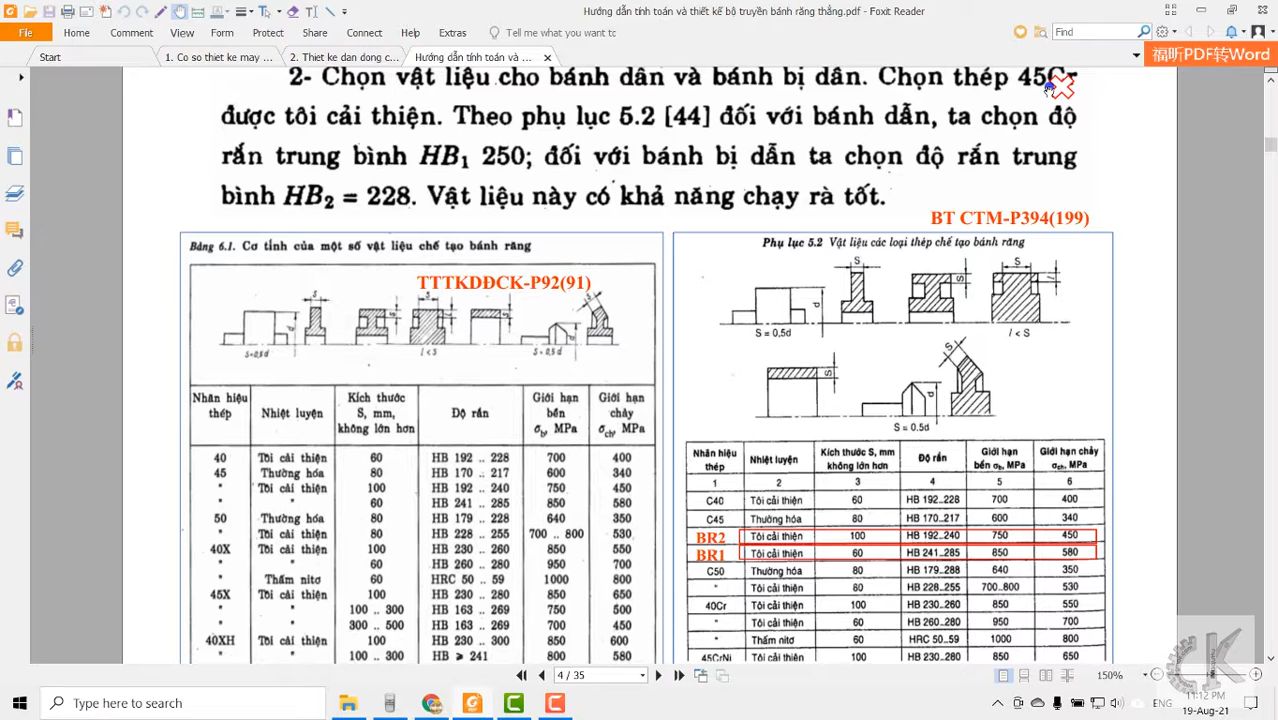 Hướng dẫn tính toán và thiết kế bộ truyền bánh răng thẳng.pdf - Foxit Reader
File Home Comment View Form Protect Share Connect Help Extras Tell me what you want to do Find
Start 1. Co so thiet ke may ... 2. Thiet ke dan dong c... Hướng dẫn tính toán và ... 福昕PDF转Word
2- Chọn vật liệu cho bánh dẫn và bánh bị dẫn. Chọn thép 45Cr
được tôi cải thiện. Theo phụ lục 5.2 [44] đối với bánh dẫn, ta chọn độ
rắn trung bình HB₁ 250; đối với bánh bị dẫn ta chọn độ rắn trung
bình HB₂ = 228. Vật liệu này có khả năng chạy rà tốt.
BT CTM-P394(199)
Bảng 6.1. Cơ tính của một số vật liệu chế tạo bánh răng
TTTKDĐCK-P92(91)
S S S l S S d
S=0,5d l < S S=0,5d
Nhãn hiệu thép Nhiệt luyện Kích thước S, mm, không lớn hơn Độ rắn Giới hạn bền σb, MPa Giới hạn chảy σch, MPa
40 Tôi cải thiện 60 HB 192 .. 228 700 400
45 Thường hóa 80 HB 170 .. 217 600 340
" Tôi cải thiện 100 HB 192 .. 240 750 450
" " 60 HB 241 .. 285 850 580
50 Thường hóa 80 HB 179 .. 228 640 350
" Tôi cải thiện 80 HB 228 .. 255 700 .. 800 530
40X Tôi cải thiện 100 HB 230 .. 260 850 550
" " 60 HB 260 .. 280 950 700
" Thấm nitơ 60 HRC 50 .. 59 1000 800
45X Tôi cải thiện 100 HB 230 .. 280 850 650
" " 100 .. 300 HB 163 .. 269 750 500
" " 300 .. 500 HB 163 .. 269 700 450
40XH Tôi cải thiện 100 HB 230 .. 300 850 600
" " 100 .. 300 HB ⩾ 241 800 580
Phụ lục 5.2 Vật liệu các loại thép chế tạo bánh răng
d S S S l
S = 0,5d l < S
S d S
S = 0.5d
Nhãn hiệu thép Nhiệt luyện Kích thước S, mm không lớn hơn Độ rắn Giới hạn bền σb, MPa Giới hạn chảy σch, MPa
1 2 3 4 5 6
C40 Tôi cải thiện 60 HB 192..228 700 400
C45 Thường hóa 80 HB 170..217 600 340
BR2 Tôi cải thiện 100 HB 192..240 750 450
BR1 Tôi cải thiện 60 HB 241..285 850 580
C50 Thường hóa 80 HB 179..288 640 350
" Tôi cải thiện 60 HB 228..255 700..800 530
40Cr Tôi cải thiện 100 HB 230..260 850 550
" Tôi cải thiện 60 HB 260..280 950 700
" Thấm nitơ 60 HRC 50..59 1000 800
45CrNi Tôi cải thiện 100 HB 230..280 850 650
4 / 35 150%
CK
Type here to search
ENG
11:12 PM
19-Aug-21